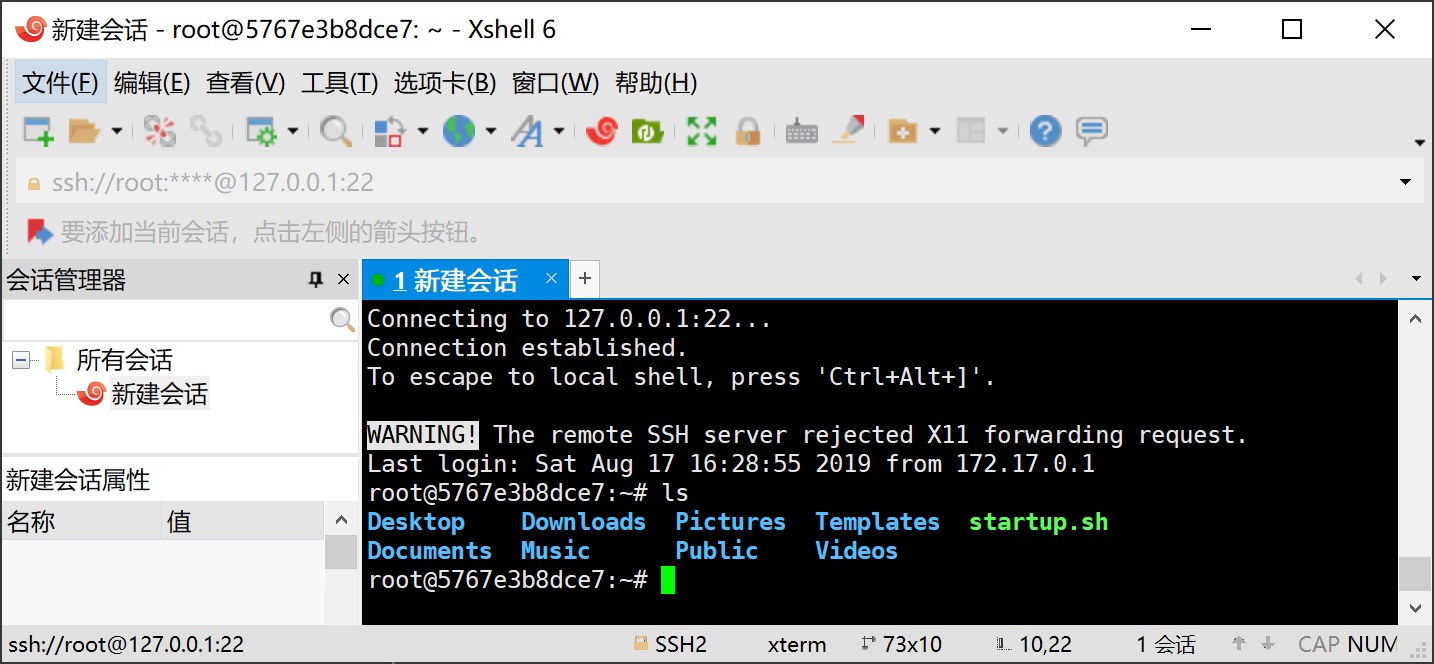 新建会话 - root@5767e3b8dce7: ~ - Xshell 6
文件(F) 编辑(E) 查看(V) 工具(T) 选项卡(B) 窗口(W) 帮助(H)
ssh://root:****@127.0.0.1:22
要添加当前会话，点击左侧的箭头按钮。
会话管理器
1 新建会话
所有会话
新建会话
新建会话属性
名称 值
Connecting to 127.0.0.1:22...
Connection established.
To escape to local shell, press 'Ctrl+Alt+]'.
WARNING! The remote SSH server rejected X11 forwarding request.
Last login: Sat Aug 17 16:28:55 2019 from 172.17.0.1
root@5767e3b8dce7:~# ls
Desktop Downloads Pictures Templates startup.sh
Documents Music Public Videos
root@5767e3b8dce7:~#
ssh://root@127.0.0.1:22 SSH2 xterm 73x10 10,22 1 会话 CAP NUM